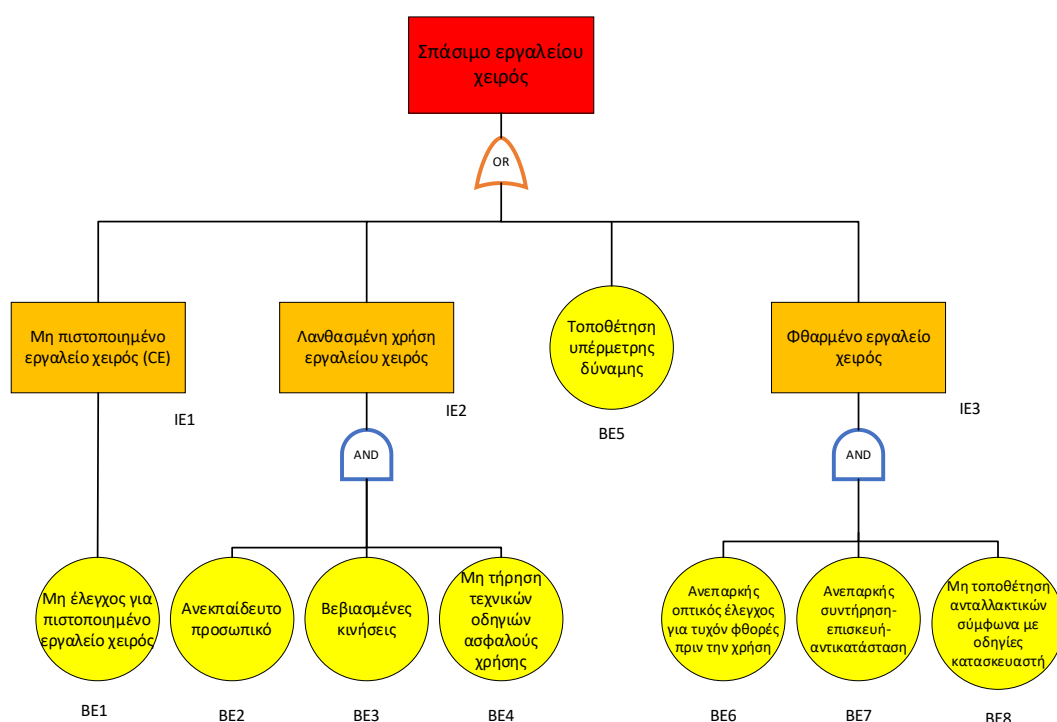 Σπάσιμο εργαλείου
χειρός
OR
Μη πιστοποιημένο
εργαλείο χειρός (CE)
IE1
Λανθασμένη χρήση
εργαλείου χειρός
IE2
Τοποθέτηση
υπέρμετρης
δύναμης
BE5
Φθαρμένο εργαλείο
χειρός
IE3
AND
AND
Μη έλεγχος για
πιστοποιημένο
εργαλείο χειρός
BE1
Ανεκπαίδευτο
προσωπικό
BE2
Βεβιασμένες
κινήσεις
BE3
Μη τήρηση
τεχνικών
οδηγιών
ασφαλούς
χρήσης
BE4
Ανεπαρκής
οπτικός έλεγχος
για τυχόν φθορές
πριν την χρήση
BE6
Ανεπαρκής
συντήρηση-
επισκευή-
αντικατάσταση
BE7
Μη τοποθέτηση
ανταλλακτικών
σύμφωνα με
οδηγίες
κατασκευαστή
BE8